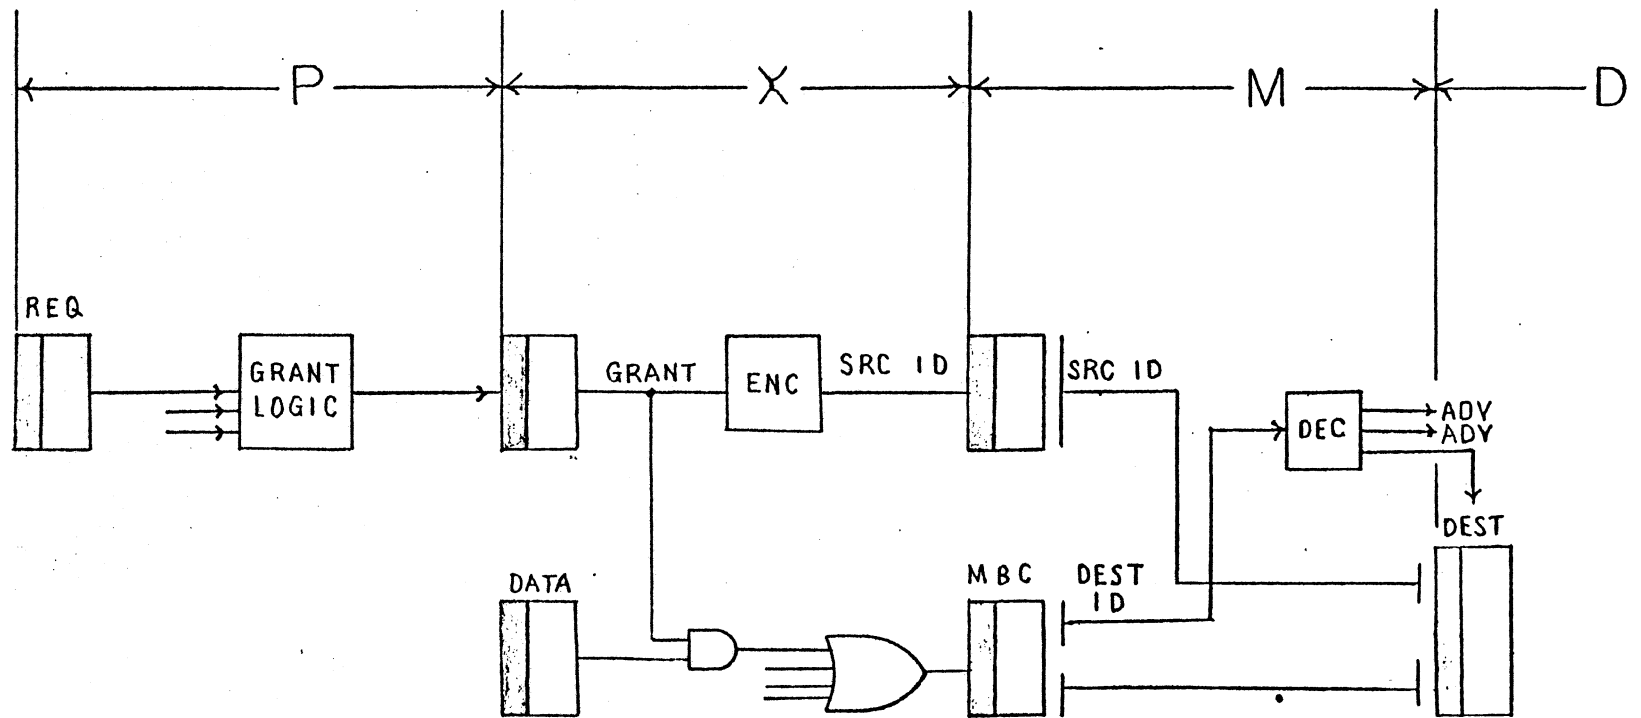 P X M D
REQ
GRANT
LOGIC
GRANT
ENC
SRC ID
SRC ID
DEC
ADV
ADV
DEST
DATA
MBC
DEST
ID